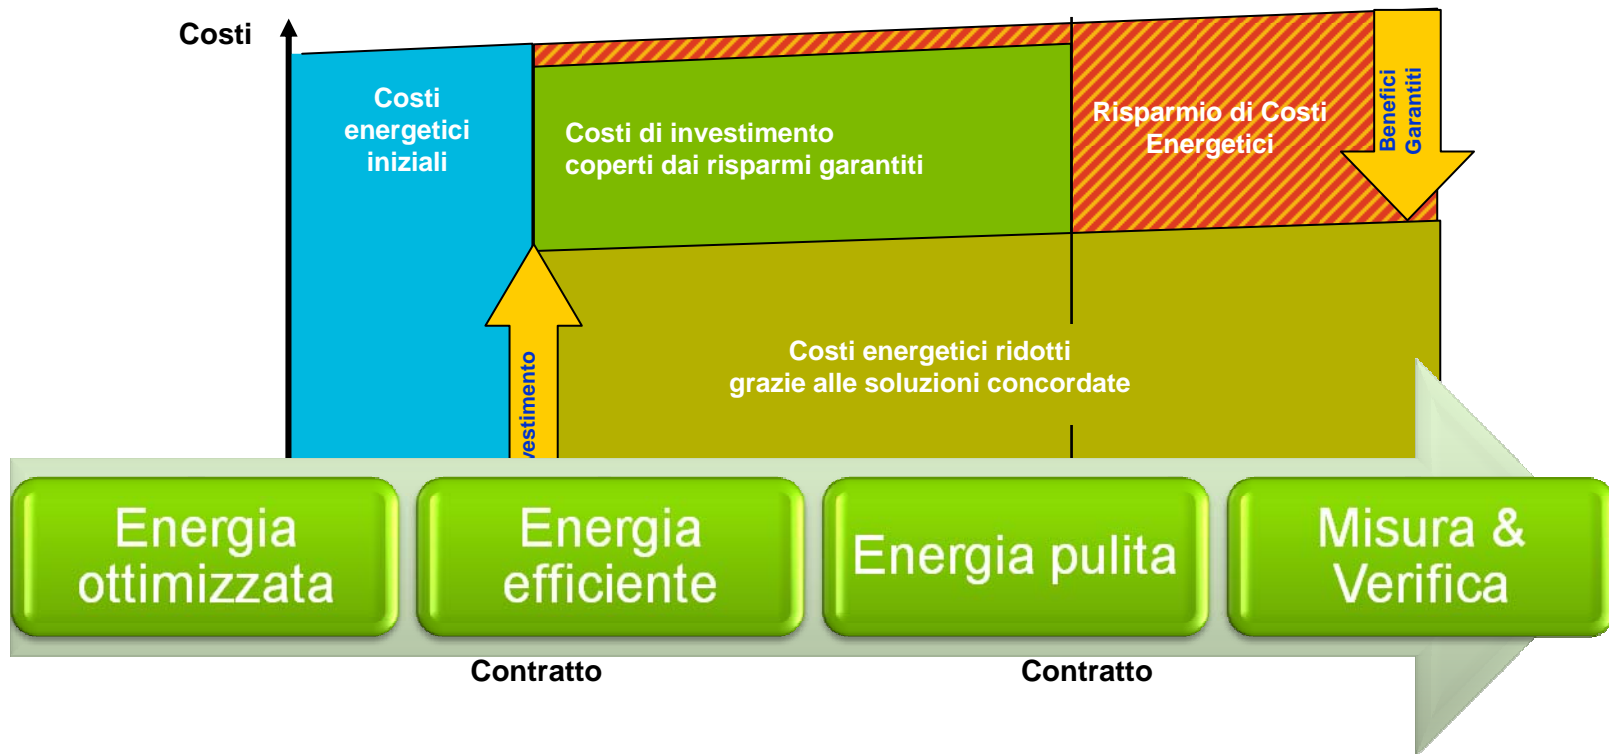 Costi
Costi
energetici
iniziali
Costi di investimento
coperti dai risparmi garantiti
Risparmio di Costi
Energetici
Benefici
Garantiti
Costi energetici ridotti
grazie alle soluzioni concordate
vestimento
Energia
ottimizzata
Energia
efficiente
Energia pulita
Misura &
Verifica
Contratto
Contratto